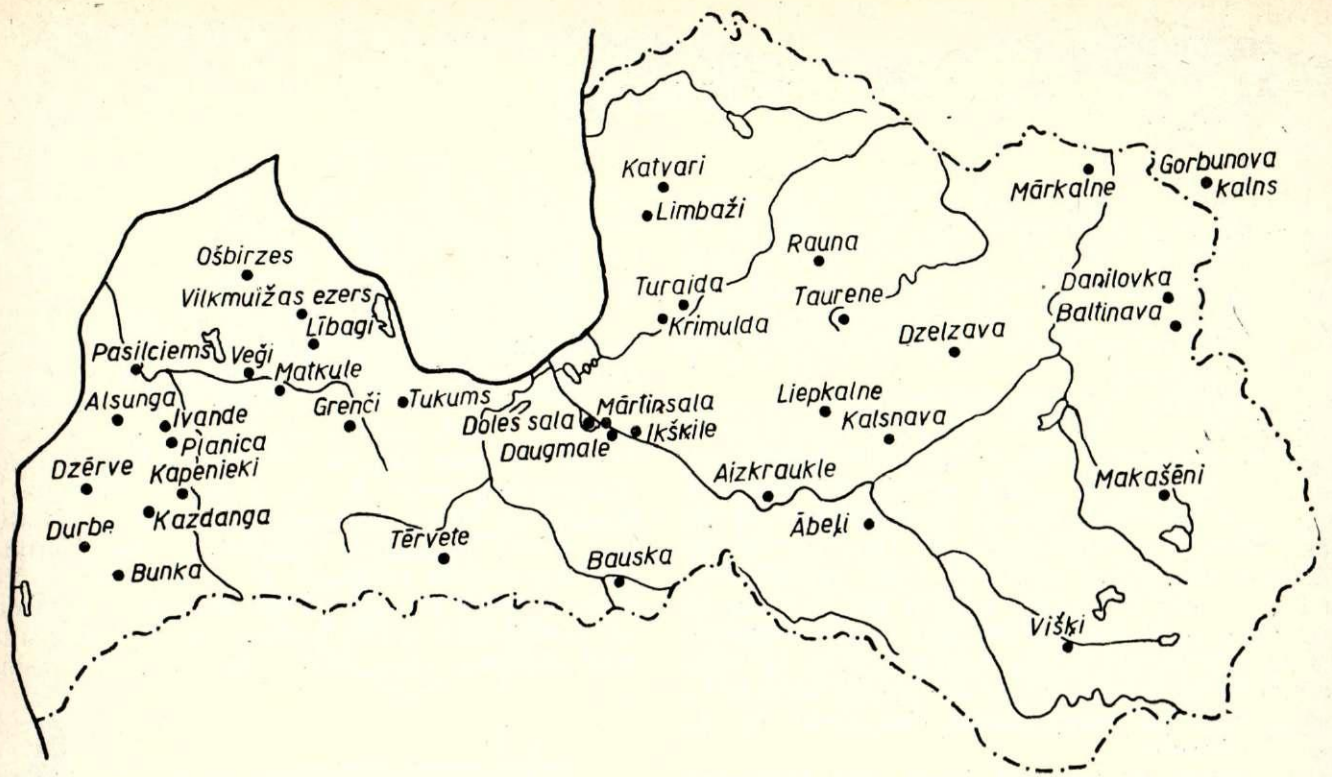 Katvari
Limbaži
Mārkalne
Gorbunova
kalns
Ošbirzes
Rauna
Vilkmuižas ezers
Lībagi
Turaida
Krimulda
Taurene
Danilovka
Baltinava
Dzelzava
Pasilciems
Veģi
Matkule
Grenči
Tukums
Alsunga
Ivande
Planica
Doles sala
Mārtiņsala
Daugmale
Ikšķile
Liepkalne
Kalsnava
Dzērve
Kapenieki
Kazdanga
Aizkraukle
Makašēni
Durbe
Bunka
Tērvete
Bauska
Ābeļi
Višķi